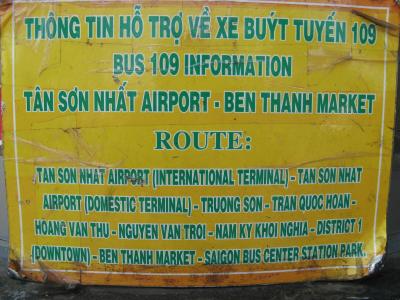 THÔNG TIN HỖ TRỢ VỀ XE BUÝT TUYẾN 109
BUS 109 INFORMATION
TÂN SƠN NHẤT AIRPORT - BEN THANH MARKET
ROUTE:
TAN SON NHAT AIRPORT (INTERNATIONAL TERMINAL) - TAN SON NHAT
AIRPORT (DOMESTIC TERMINAL) - TRUONG SON - TRAN QUOC HOAN -
HOANG VAN THU - NGUYEN VAN TROI - NAM KY KHOI NGHIA - DISTRICT 1
(DOWNTOWN) - BEN THANH MARKET - SAIGON BUS CENTER STATION PARK.